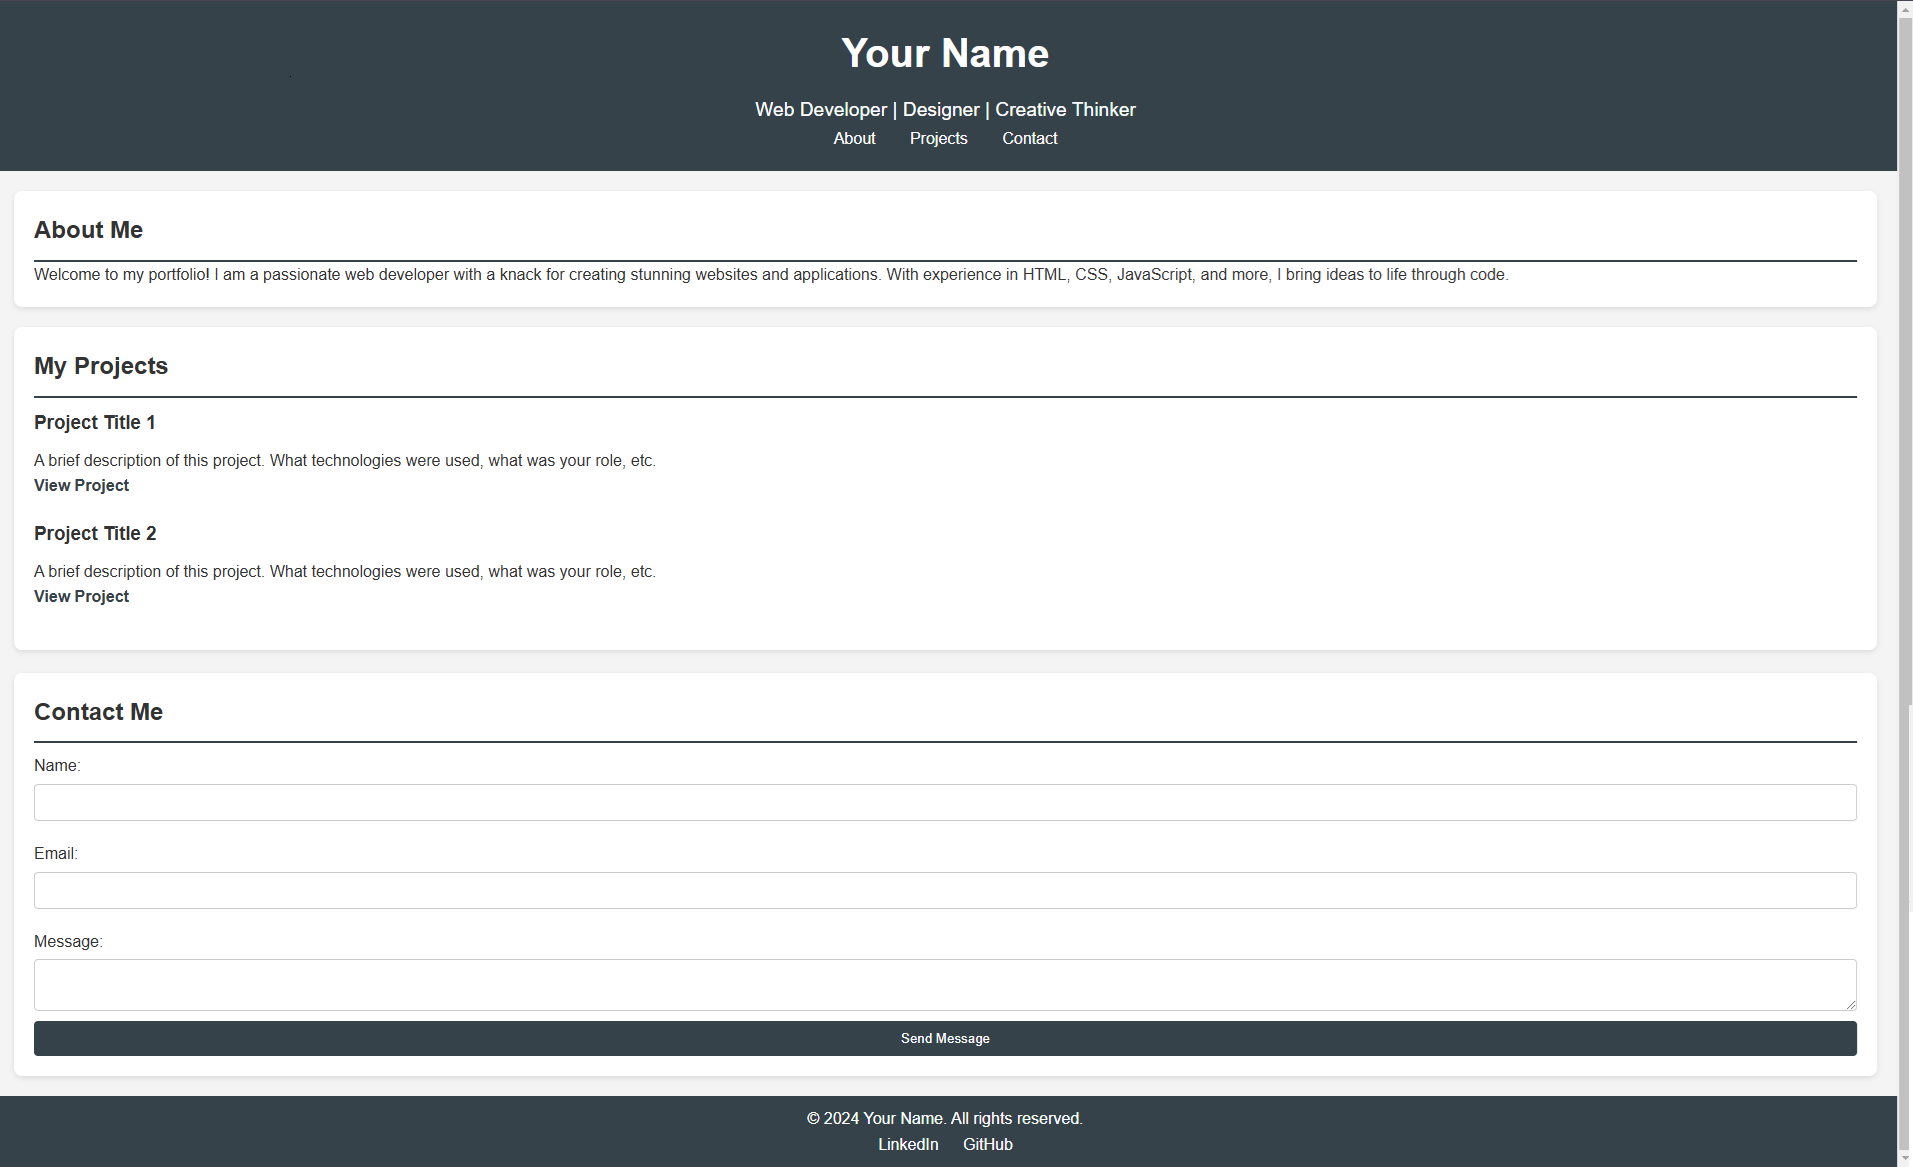 Your Name
Web Developer | Designer | Creative Thinker
About Projects Contact
About Me
Welcome to my portfolio! I am a passionate web developer with a knack for creating stunning websites and applications. With experience in HTML, CSS, JavaScript, and more, I bring ideas to life through code.
My Projects
Project Title 1
A brief description of this project. What technologies were used, what was your role, etc.
View Project
Project Title 2
A brief description of this project. What technologies were used, what was your role, etc.
View Project
Contact Me
Name:
Email:
Message:
Send Message
© 2024 Your Name. All rights reserved.
LinkedIn GitHub